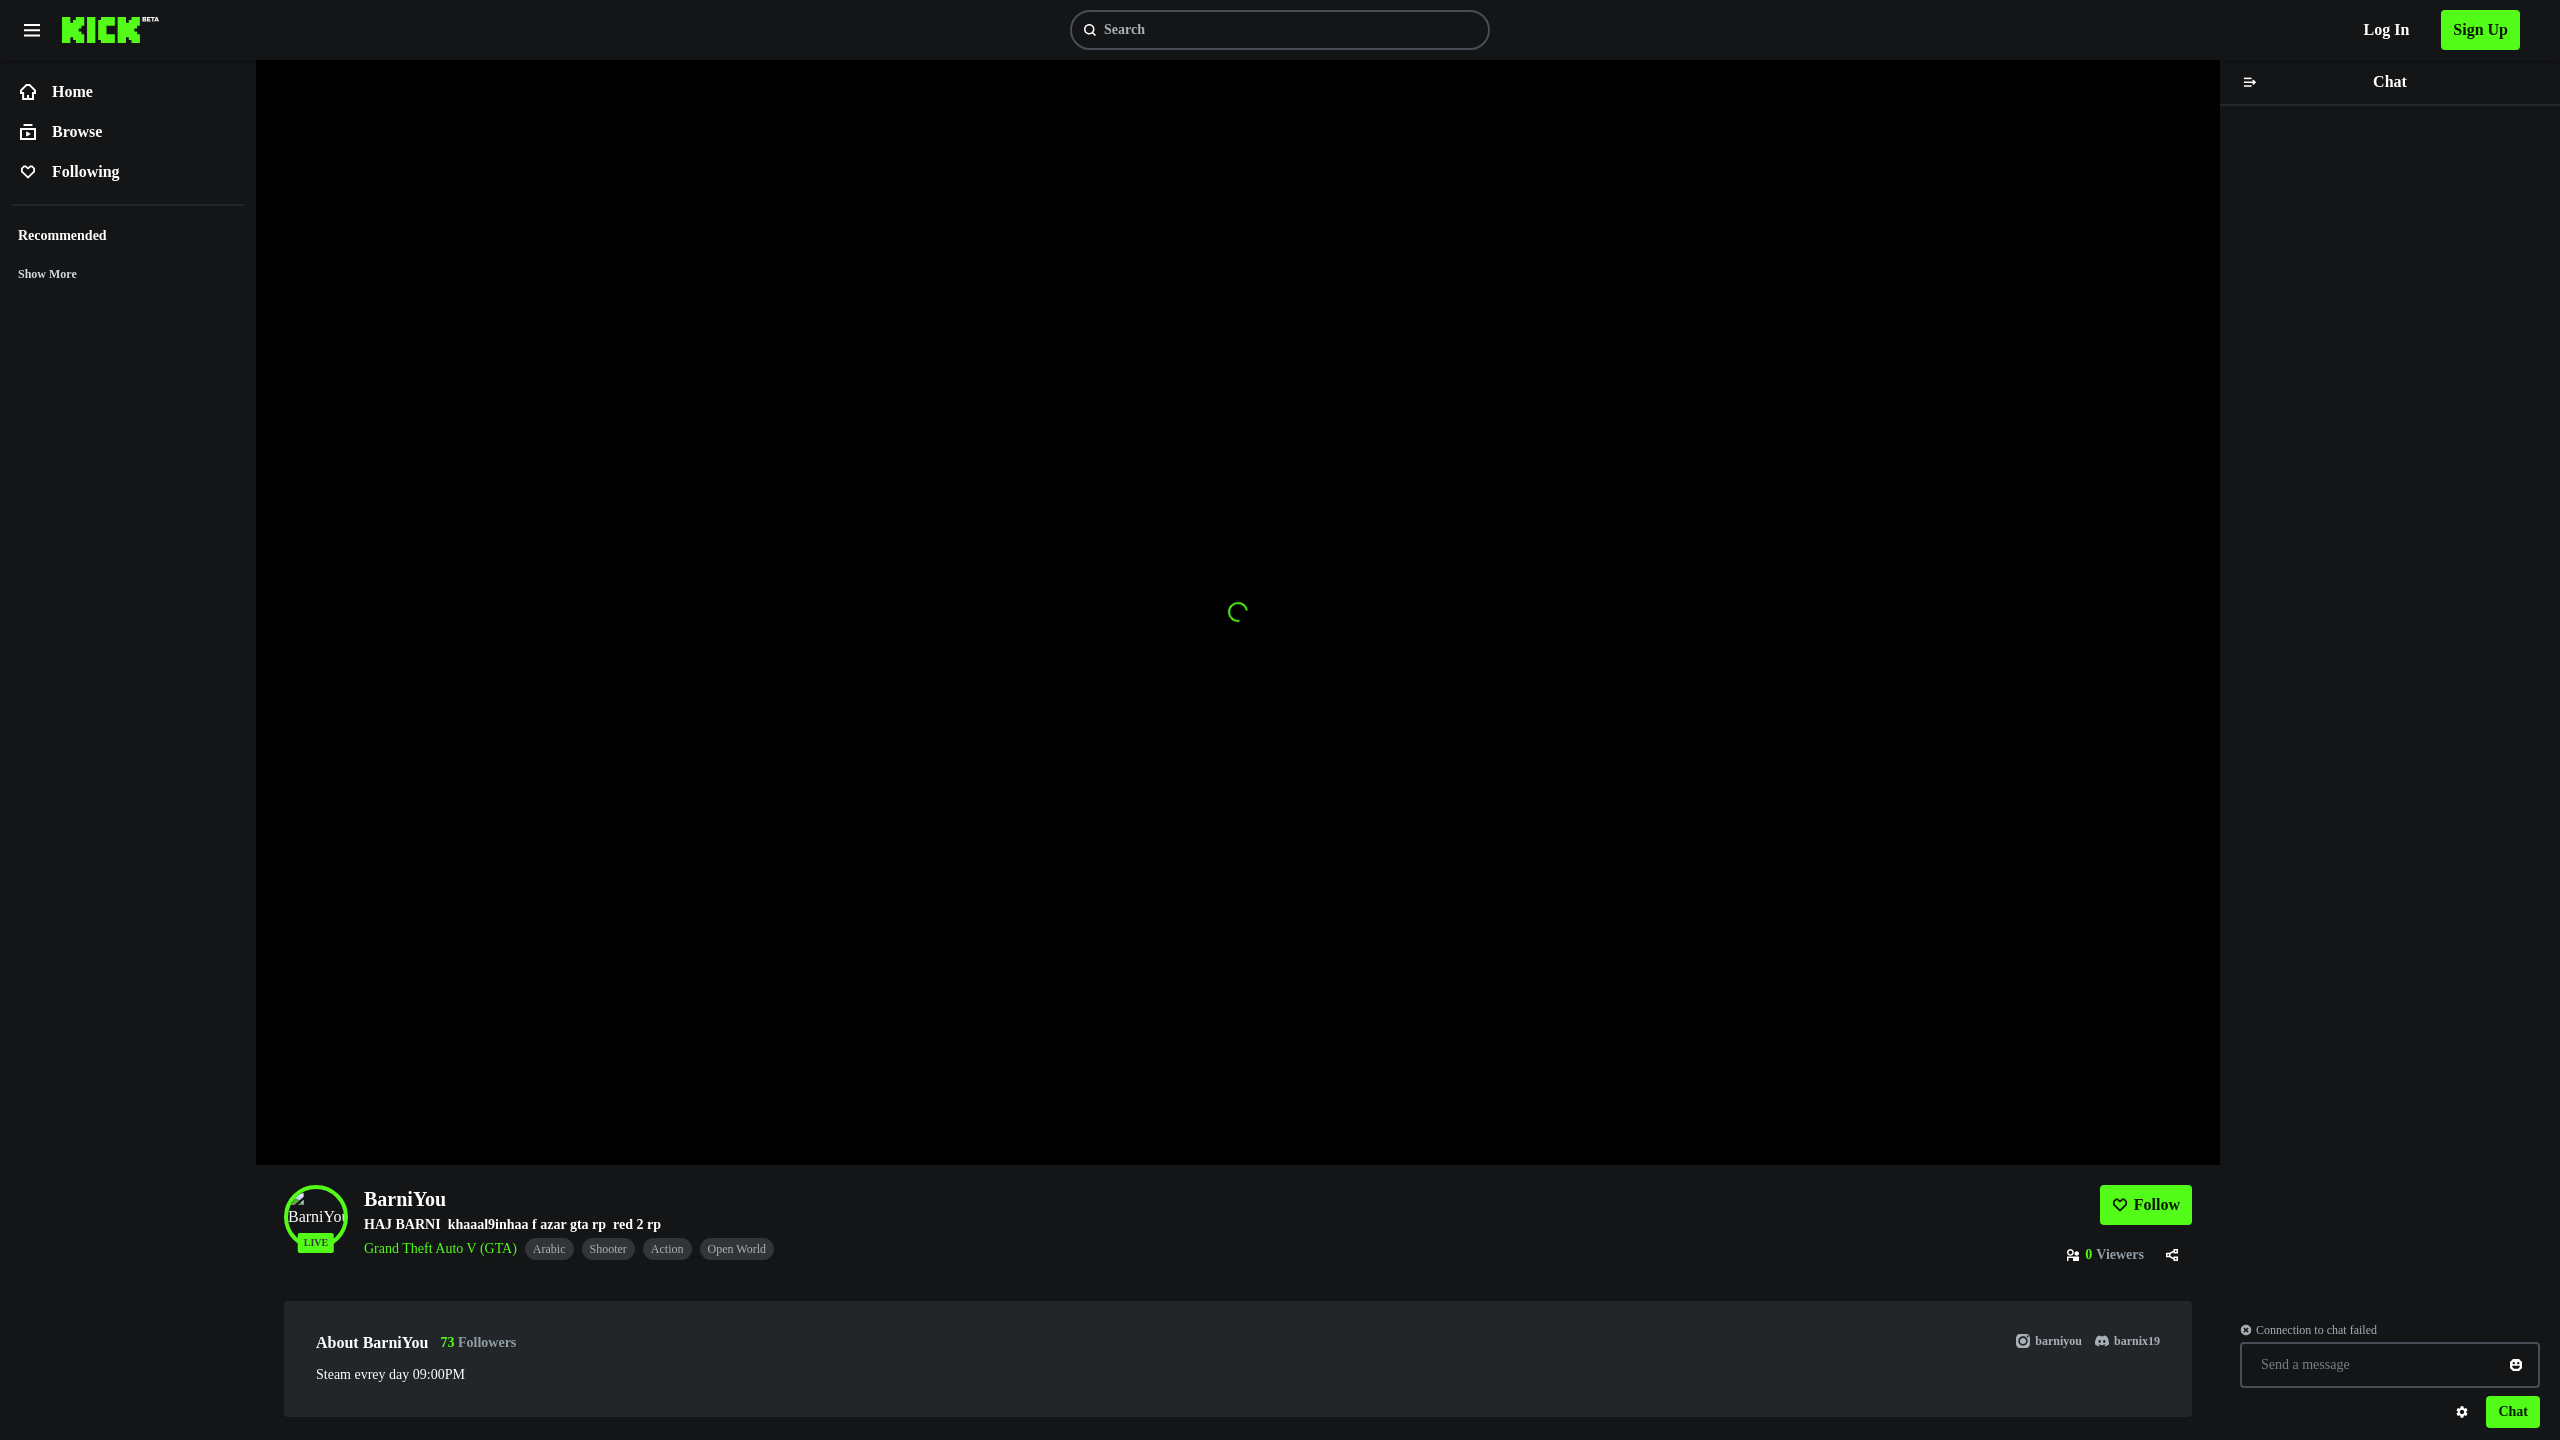 KICK BETA
Search
Log In
Sign Up
Home
Browse
Following
Recommended
Show More
Chat
BarniYou
LIVE
BarniYou
HAJ BARNI khaaal9inhaa f azar gta rp red 2 rp
Grand Theft Auto V (GTA) Arabic Shooter Action Open World
Follow
0 Viewers
About BarniYou 73 Followers
barniyou barnix19
Steam evrey day 09:00PM
Connection to chat failed
Send a message
Chat